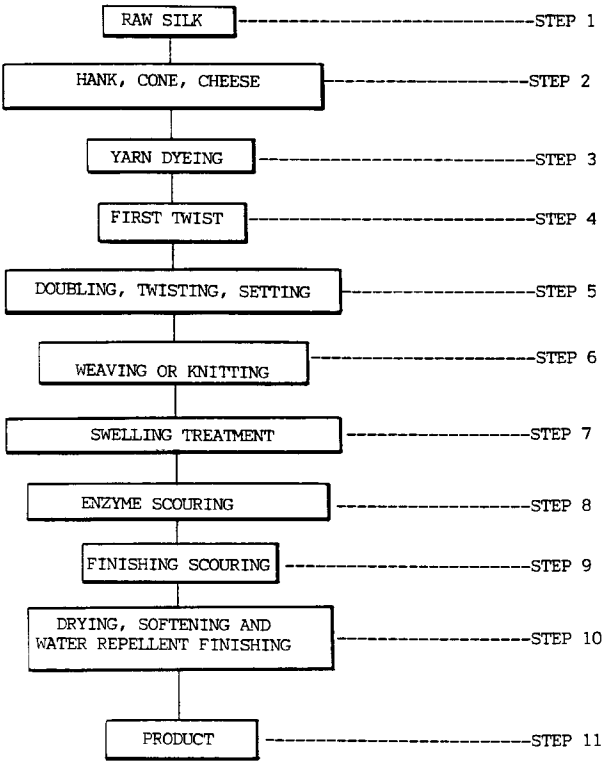 RAW SILK STEP 1
HANK, CONE, CHEESE STEP 2
YARN DYEING STEP 3
FIRST TWIST STEP 4
DOUBLING, TWISTING, SETTING STEP 5
WEAVING OR KNITTING STEP 6
SWELLING TREATMENT STEP 7
ENZYME SCOURING STEP 8
FINISHING SCOURING STEP 9
DRYING, SOFTENING AND
WATER REPELLENT FINISHING STEP 10
PRODUCT STEP 11